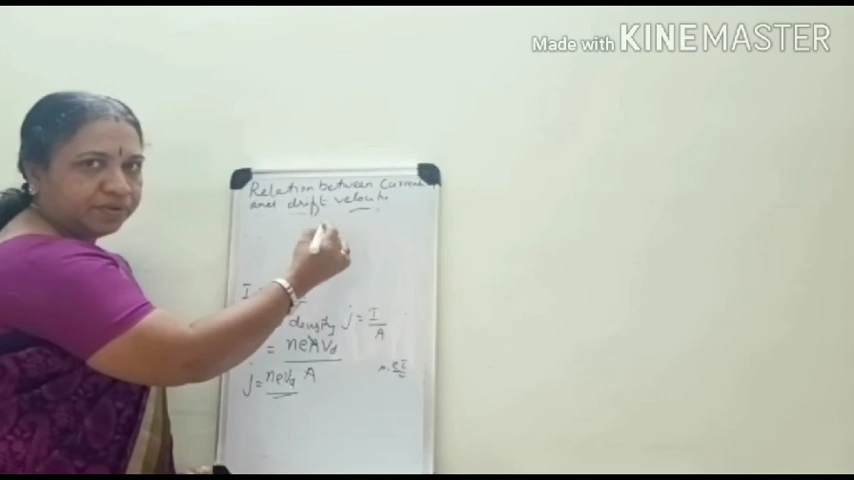 Made with KINEMASTER
Relation between Current
and drift velocity
I
density j = I/A
= neAVd
A
j = neVd